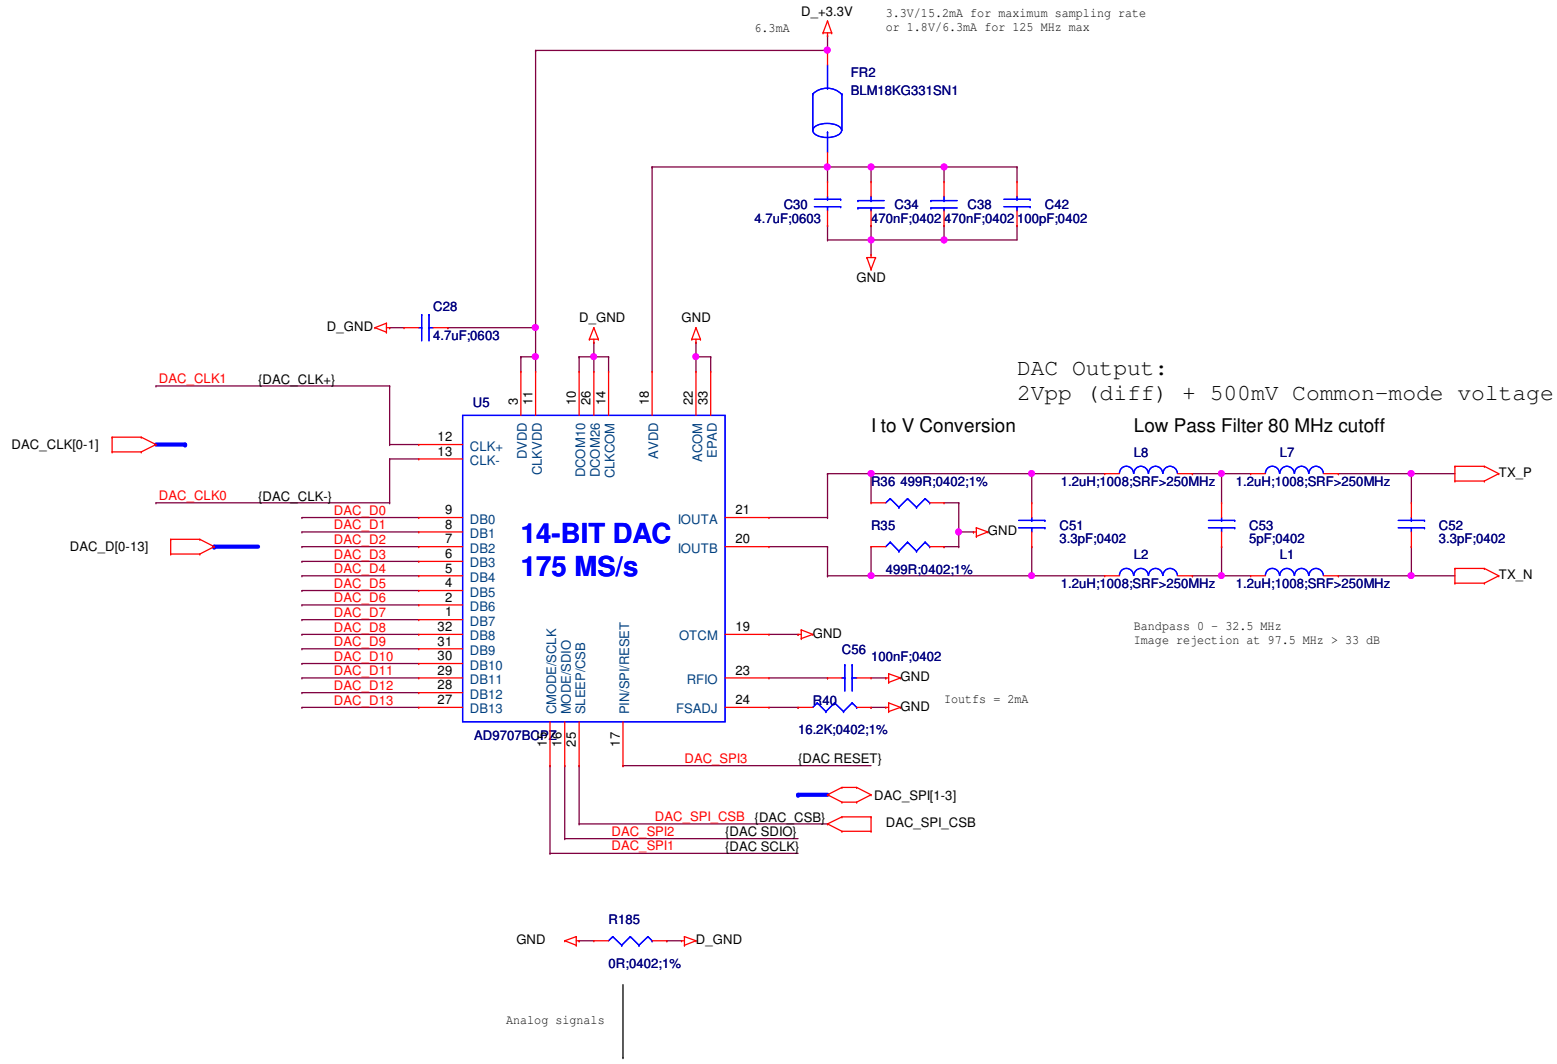 D_+3.3V
6.3mA
3.3V/15.2mA for maximum sampling rate
or 1.8V/6.3mA for 125 MHz max
FR2
BLM18KG331SN1
C30
4.7uF;0603
C34
470nF;0402
C38
470nF;0402
C42
100pF;0402
GND
C28
D_GND
4.7uF;0603
D_GND
GND
DAC Output:
2Vpp (diff) + 500mV Common-mode voltage
I to V Conversion
Low Pass Filter 80 MHz cutoff
DAC_CLK1
{DAC_CLK+}
DAC_CLK[0-1]
DAC_CLK0
{DAC_CLK-}
DAC_D[0-13]
DAC_D0
DAC_D1
DAC_D2
DAC_D3
DAC_D4
DAC_D5
DAC_D6
DAC_D7
DAC_D8
DAC_D9
DAC_D10
DAC_D11
DAC_D12
DAC_D13
12
13
9
8
7
6
5
4
2
1
32
31
30
29
28
27
U5
3
11
10
26
14
18
22
33
DVDD
CLKVDD
DCOM10
DCOM26
CLKCOM
AVDD
ACOM
EPAD
CLK+
CLK-
DB0
DB1
DB2
DB3
DB4
DB5
DB6
DB7
DB8
DB9
DB10
DB11
DB12
DB13
14-BIT DAC
175 MS/s
IOUTA
IOUTB
OTCM
RFIO
FSADJ
CMODE/SCLK
MODE/SDIO
SLEEP/CSB
PIN/SPI/RESET
21
20
19
23
24
AD9707BCPZ
15
16
25
17
R36 499R;0402;1%
R35
499R;0402;1%
GND
C51
3.3pF;0402
L8
1.2uH;1008;SRF>250MHz
L7
1.2uH;1008;SRF>250MHz
TX_P
C53
5pF;0402
C52
3.3pF;0402
L2
1.2uH;1008;SRF>250MHz
L1
1.2uH;1008;SRF>250MHz
TX_N
Bandpass 0 - 32.5 MHz
Image rejection at 97.5 MHz > 33 dB
GND
C56
100nF;0402
GND
R40
GND
Ioutfs = 2mA
16.2K;0402;1%
DAC_SPI3
{DAC RESET}
DAC_SPI[1-3]
DAC_SPI_CSB
{DAC_CSB}
DAC_SPI_CSB
DAC_SPI2
{DAC SDIO}
DAC_SPI1
{DAC SCLK}
R185
GND
D_GND
0R;0402;1%
Analog signals